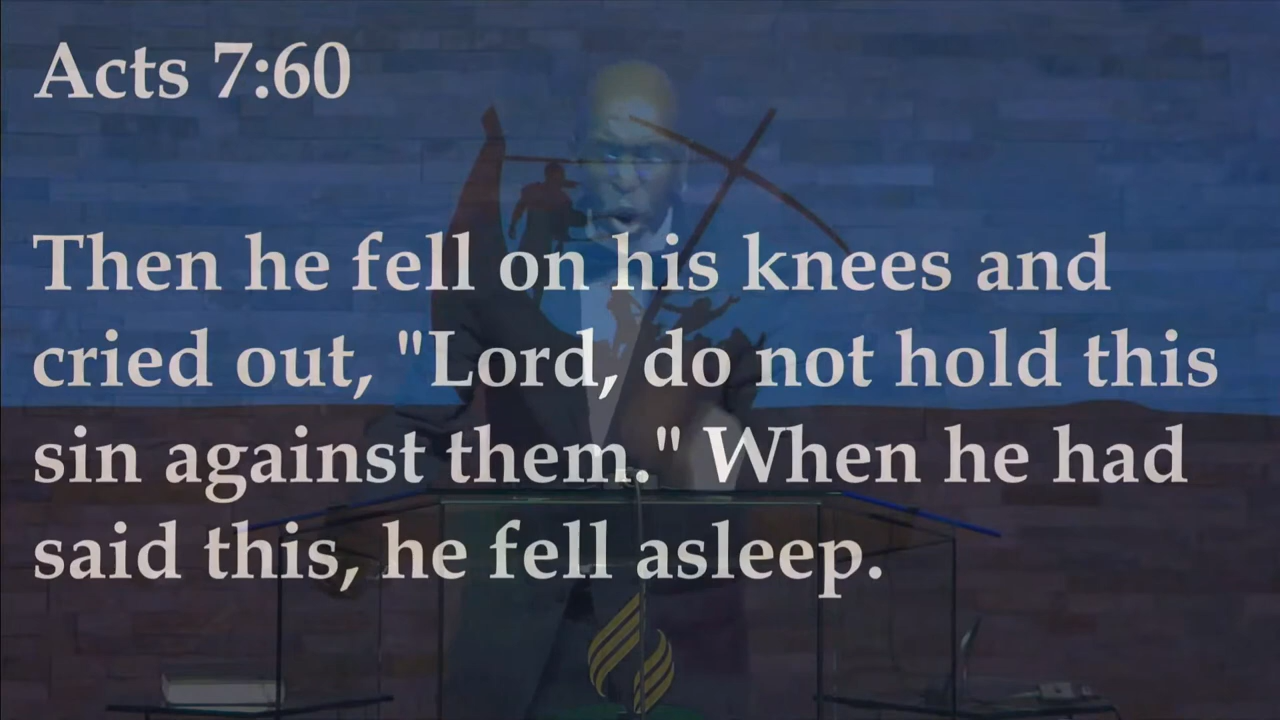 Acts 7:60
Then he fell on his knees and
cried out, "Lord, do not hold this
sin against them." When he had
said this, he fell asleep.